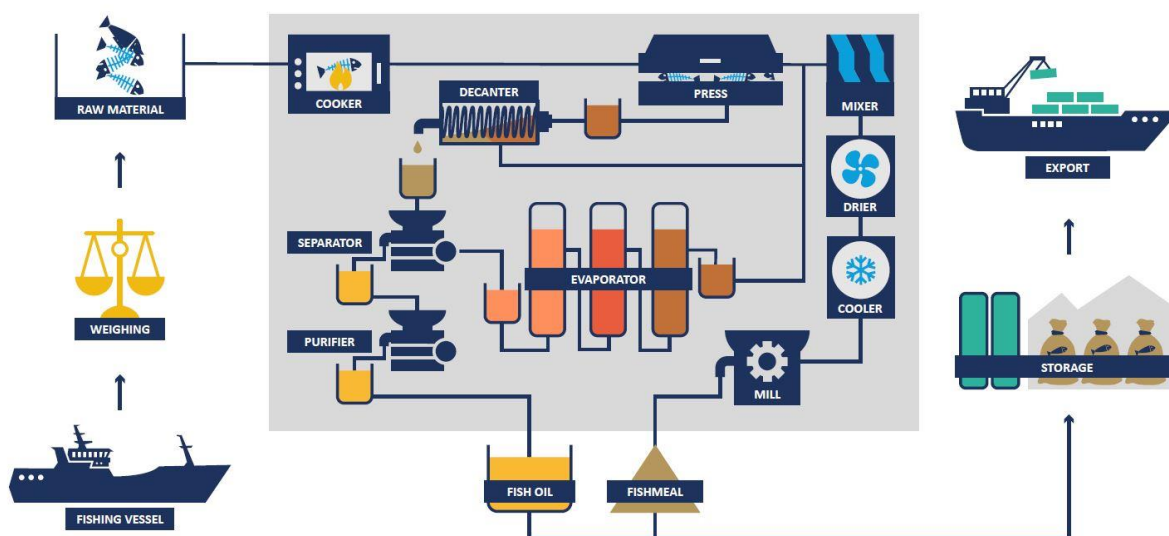 RAW MATERIAL
COOKER
DECANTER
PRESS
MIXER
EXPORT
DRIER
SEPARATOR
EVAPORATOR
WEIGHING
COOLER
PURIFIER
STORAGE
MILL
FISH OIL
FISHMEAL
FISHING VESSEL